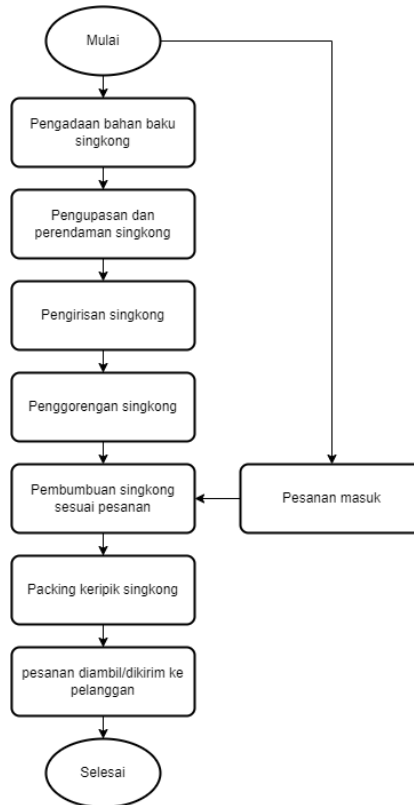 Mulai
Pengadaan bahan baku
singkong
Pengupasan dan
perendaman singkong
Pengirisan singkong
Penggorengan singkong
Pembumbuan singkong
sesuai pesanan
Pesanan masuk
Packing keripik singkong
pesanan diambil/dikirim ke
pelanggan
Selesai